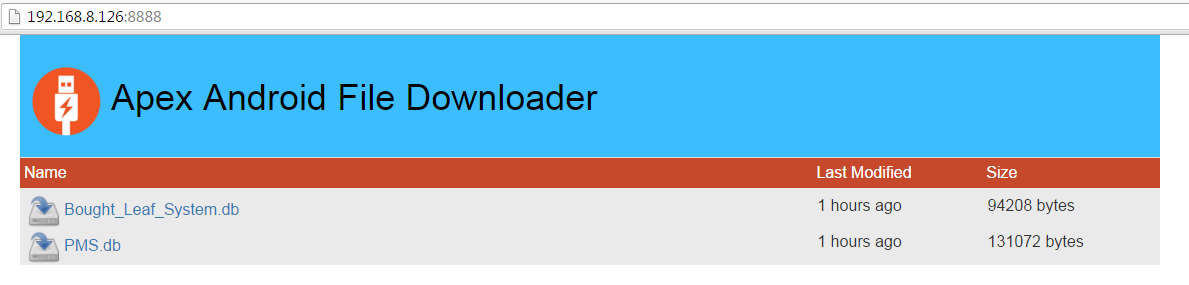 192.168.8.126:8888
Apex Android File Downloader
Name Last Modified Size
Bought_Leaf_System.db 1 hours ago 94208 bytes
PMS.db 1 hours ago 131072 bytes